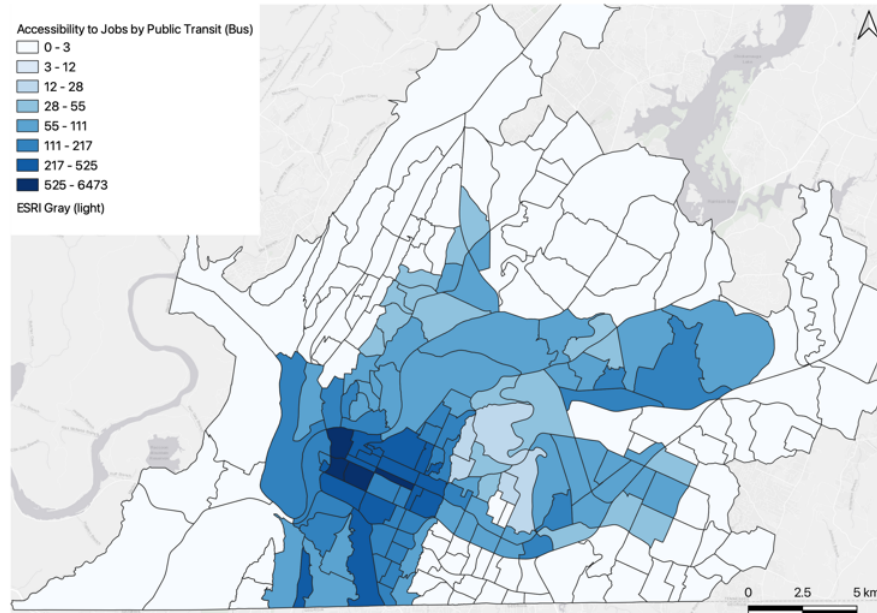 Accessibility to Jobs by Public Transit (Bus)
0 - 3
3 - 12
12 - 28
28 - 55
55 - 111
111 - 217
217 - 525
525 - 6473
ESRI Gray (light)
0 2.5 5 km